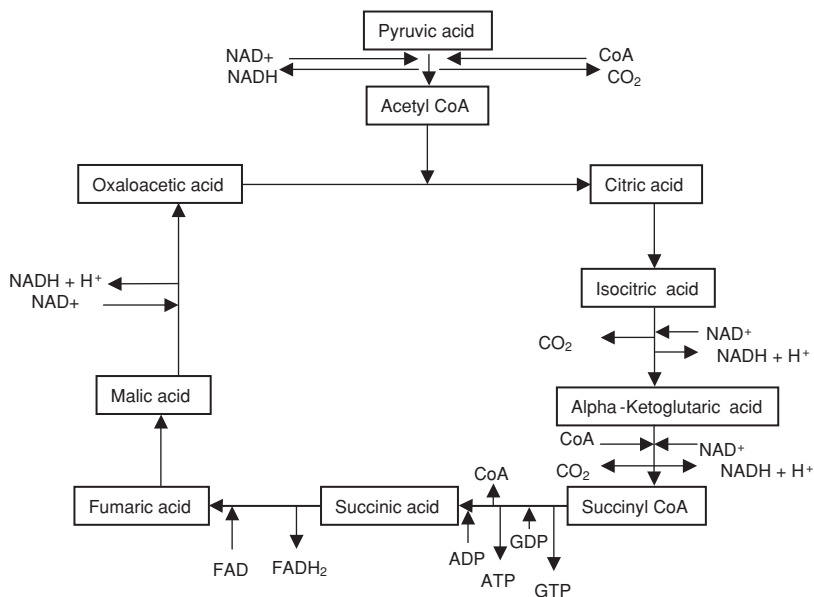 Pyruvic acid
NAD+
CoA
NADH
CO₂
Acetyl CoA
Oxaloacetic acid
Citric acid
NADH + H⁺
NAD+
Isocitric acid
CO₂
NAD⁺
NADH + H⁺
Malic acid
Alpha-Ketoglutaric acid
CoA
NAD⁺
CO₂
NADH + H⁺
CoA
Fumaric acid
Succinic acid
Succinyl CoA
FAD
FADH₂
ADP
ATP
GDP
GTP